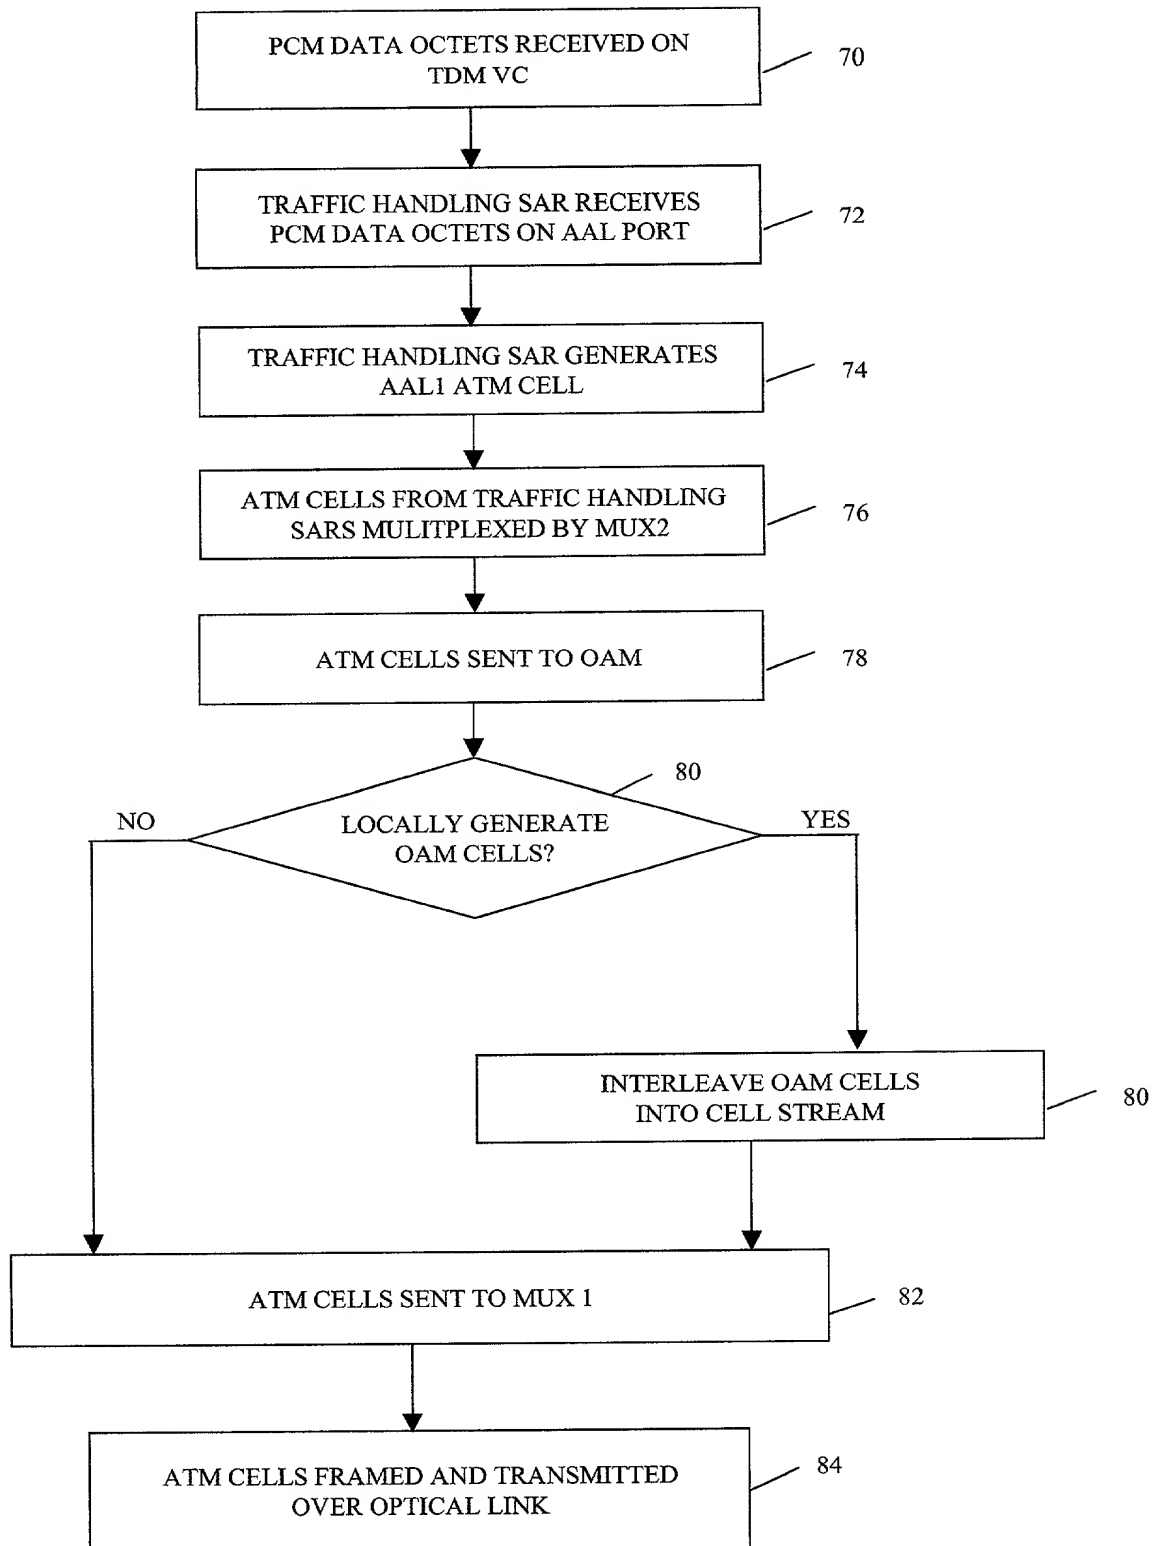 PCM DATA OCTETS RECEIVED ON
TDM VC
70
TRAFFIC HANDLING SAR RECEIVES
PCM DATA OCTETS ON AAL PORT
72
TRAFFIC HANDLING SAR GENERATES
AAL1 ATM CELL
74
ATM CELLS FROM TRAFFIC HANDLING
SARS MULITPLEXED BY MUX2
76
ATM CELLS SENT TO OAM
78
80
NO
LOCALLY GENERATE
OAM CELLS?
YES
INTERLEAVE OAM CELLS
INTO CELL STREAM
80
ATM CELLS SENT TO MUX 1
82
ATM CELLS FRAMED AND TRANSMITTED
OVER OPTICAL LINK
84